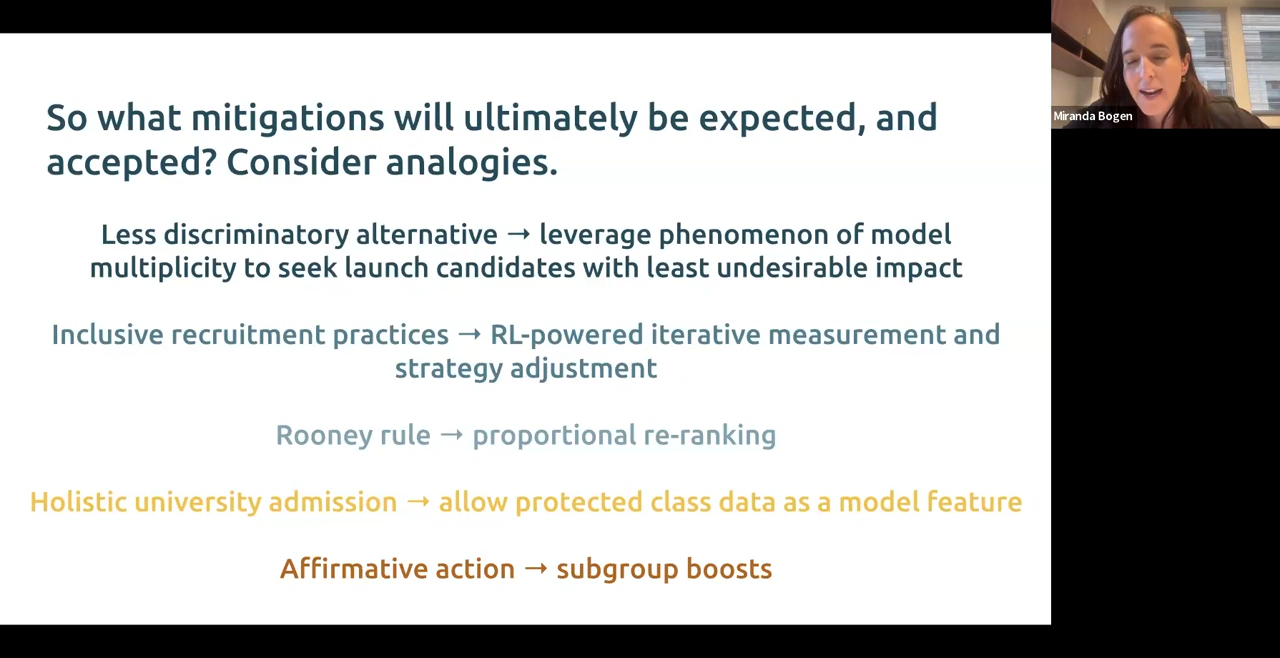 So what mitigations will ultimately be expected, and
accepted? Consider analogies.
Less discriminatory alternative → leverage phenomenon of model
multiplicity to seek launch candidates with least undesirable impact
Inclusive recruitment practices → RL-powered iterative measurement and
strategy adjustment
Rooney rule → proportional re-ranking
Holistic university admission → allow protected class data as a model feature
Affirmative action → subgroup boosts
Miranda Bogen